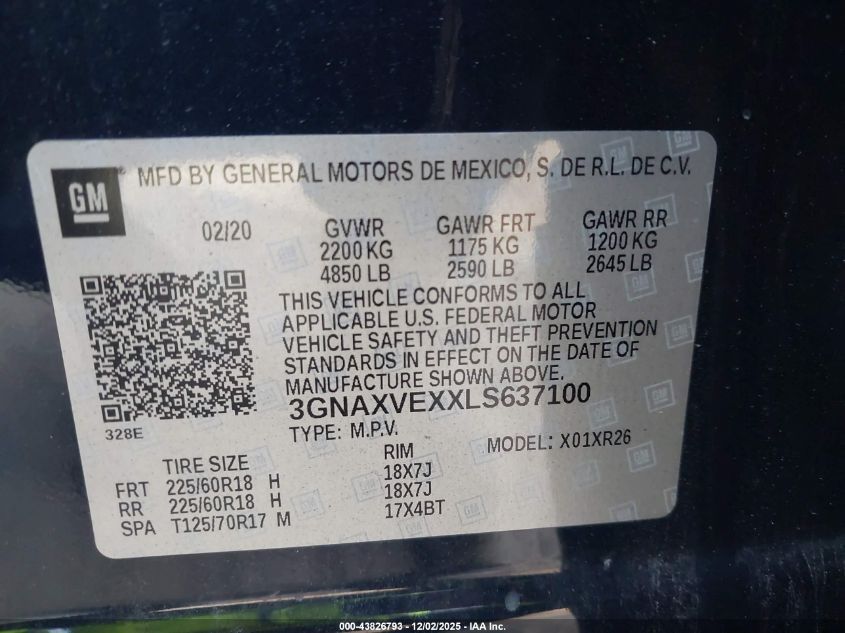 GM
MFD BY GENERAL MOTORS DE MEXICO, S. DE R.L. DE C.V.
02/20 GVWR GAWR FRT GAWR RR
2200 KG 1175 KG 1200 KG
4850 LB 2590 LB 2645 LB
THIS VEHICLE CONFORMS TO ALL
APPLICABLE U.S. FEDERAL MOTOR
VEHICLE SAFETY AND THEFT PREVENTION
STANDARDS IN EFFECT ON THE DATE OF
MANUFACTURE SHOWN ABOVE.
3GNAXVEXXLS637100
328E
TYPE: M.P.V. MODEL: X01XR26
TIRE SIZE RIM
FRT 225/60R18 H 18X7J
RR 225/60R18 H 18X7J
SPA T125/70R17 M 17X4BT
000-43826793 - 12/02/2025 - IAA Inc.